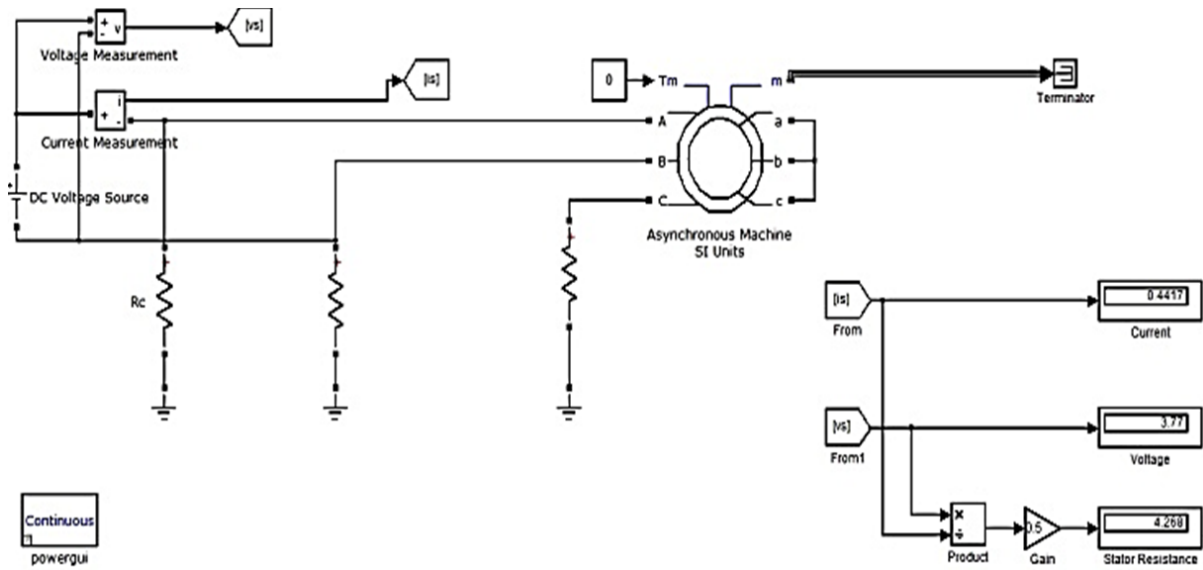 +
v
-
[vs]
Voltage Measurement
i
+
-
[is]
Current Measurement
DC Voltage Source
+
0
Tm
m
Terminator
A
a
B
b
C
c
Asynchronous Machine
SI Units
Rc
+
+
+
[is]
From
0.4417
Current
[vs]
From1
3.77
Voltage
×
÷
Product
0.5
Gain
4.268
Stator Resistance
Continuous
powergui